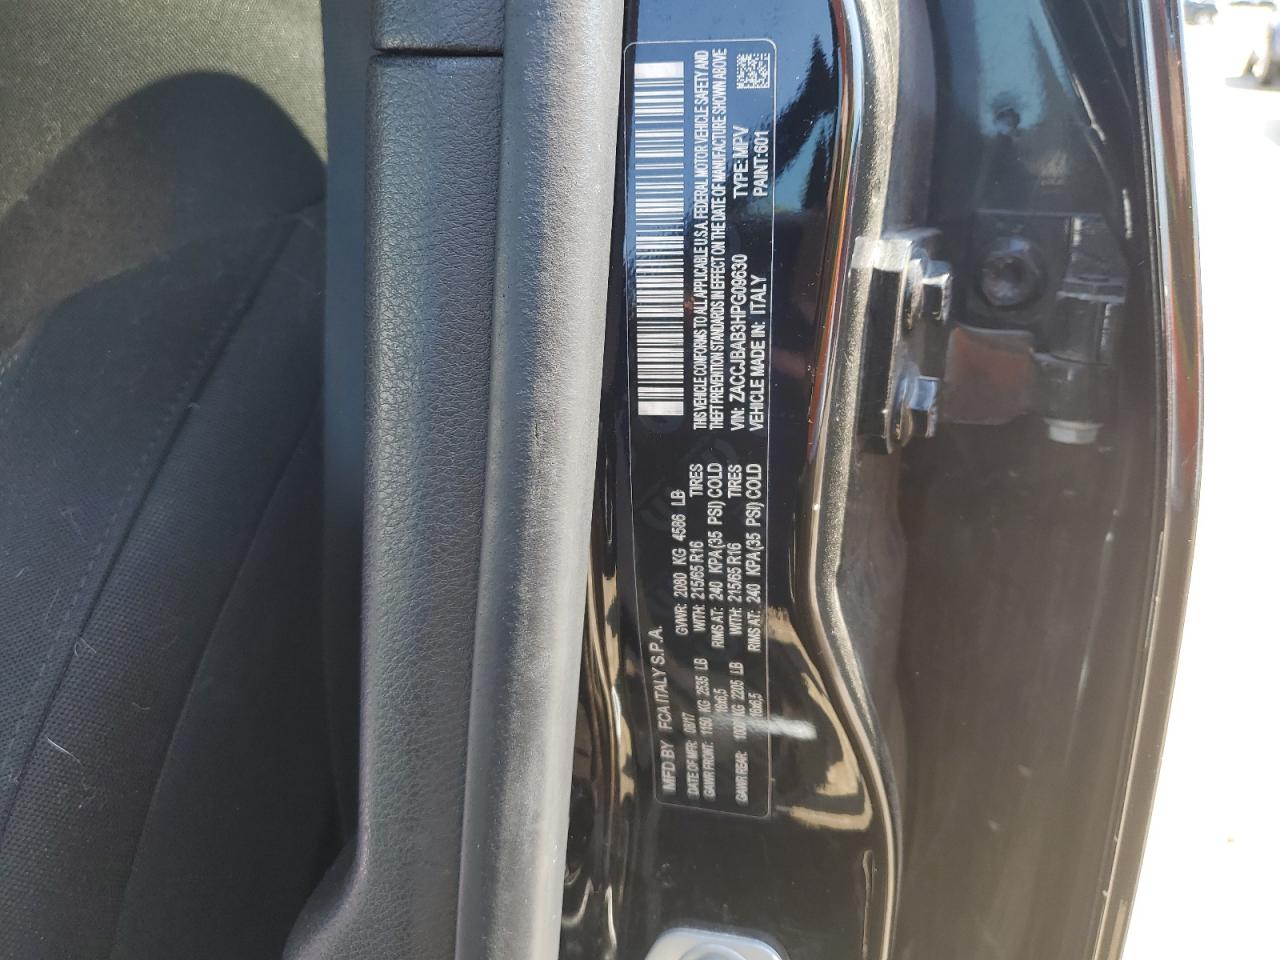 MFD BY FCA ITALY S.P.A.
DATE OF MFR: 08/17 GVWR: 2080 KG 4586 LB
GAWR FRONT: 1150 KG 2535 LB WITH: 215/65 R16 TIRES
16x6,5 RIMS AT: 240 KPA(35 PSI) COLD
GAWR REAR: 1000 KG 2205 LB WITH: 215/65 R16 TIRES
16x6,5 RIMS AT: 240 KPA(35 PSI) COLD
THIS VEHICLE CONFORMS TO ALL APPLICABLE U.S.A. FEDERAL MOTOR VEHICLE SAFETY AND
THEFT PREVENTION STANDARDS IN EFFECT ON THE DATE OF MANUFACTURE SHOWN ABOVE
VIN: ZACCJBAB3HPG09630 TYPE: MPV
VEHICLE MADE IN: ITALY PAINT:601